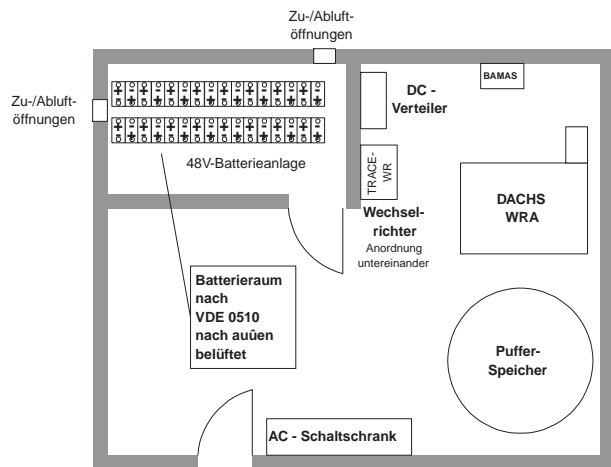 Zu-/Abluft-
öffnungen
Zu-/Abluft-
öffnungen
48V-Batterieanlage
DC -
Verteiler
BAMAS
TRACE-
WR
Wechsel-
richter
Anordnung
untereinander
DACHS
WRA
Batterieraum
nach
VDE 0510
nach auûen
belüftet
Puffer-
Speicher
AC - Schaltschrank